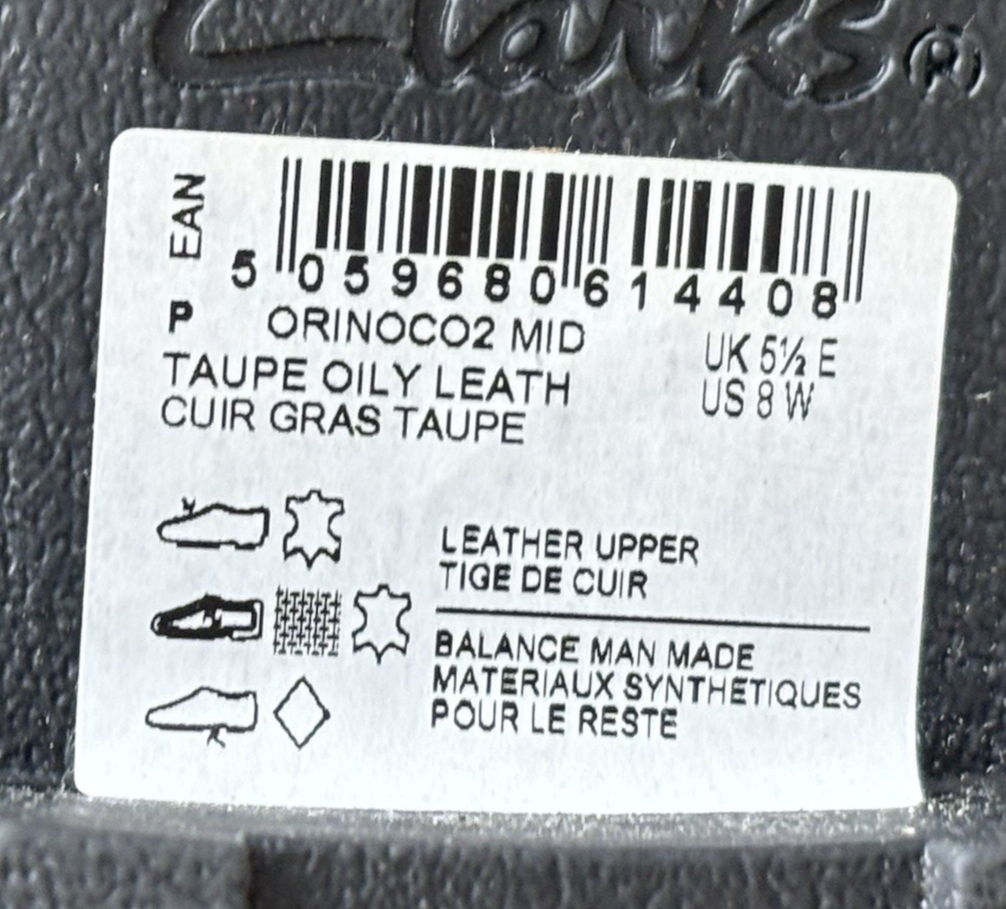 Clarks®
EAN
5 059680 614408
P ORINOCO2 MID
UK 5½ E
TAUPE OILY LEATH
US 8 W
CUIR GRAS TAUPE
LEATHER UPPER
TIGE DE CUIR
BALANCE MAN MADE
MATERIAUX SYNTHETIQUES
POUR LE RESTE